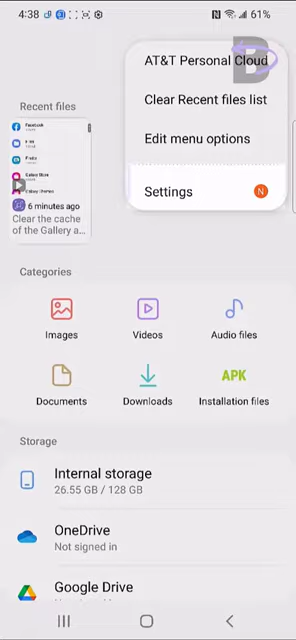 4:38
61%
AT&T Personal Cloud
Clear Recent files list
Edit menu options
Settings
N
Recent files
Facebook
6 minutes ago
Clear the cache
of the Gallery a...
Categories
Images
Videos
Audio files
APK
Documents
Downloads
Installation files
Storage
Internal storage
26.55 GB / 128 GB
OneDrive
Not signed in
Google Drive